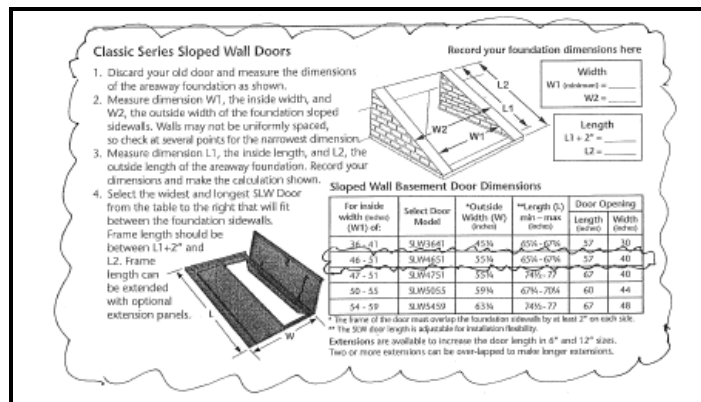 Classic Series Sloped Wall Doors
1. Discard your old door and measure the dimensions
of the areaway foundation as shown.
2. Measure dimension W1, the inside width, and
W2, the outside width of the foundation sloped
sidewalls. Walls may not be uniformly spaced,
so check at several points for the narrowest dimension.
3. Measure dimension L1, the inside length, and L2, the
outside length of the areaway foundation. Record your
dimensions and make the calculation shown.
4. Select the widest and longest SLW Door
from the table to the right that will fit
between the foundation sidewalls.
Frame length should be
between L1+2" and
L2. Frame
length can
be extended
with optional
extension panels.
L
W
Record your foundation dimensions here
L2
L1
W2
W1
Width
W1 (minimum) = ____
W2 = ____
Length
L1 + 2" = ____
L2 = ____
Sloped Wall Basement Door Dimensions
For inside width (inches) (W1) of: Select Door Model *Outside Width (W) (inches) **Length (L) min – max (inches) Door Opening Length (inches) Width (inches)
36 - 41 SLW3641 45¼ 65¼ - 67¾ 57 30
46 - 51 SLW4651 55¼ 65¼ - 67¾ 57 40
47 - 51 SLW4751 55¼ 74½ - 77 67 40
50 - 55 SLW5055 59¼ 67¾ - 70¼ 60 44
54 - 59 SLW5459 63¼ 74½ - 77 67 48
* The frame of the door must overlap the foundation sidewalls by at least 2" on each side.
** The SLW door length is adjustable for installation flexibility.
Extensions are available to increase the door length in 6" and 12" sizes.
Two or more extensions can be over-lapped to make longer extensions.